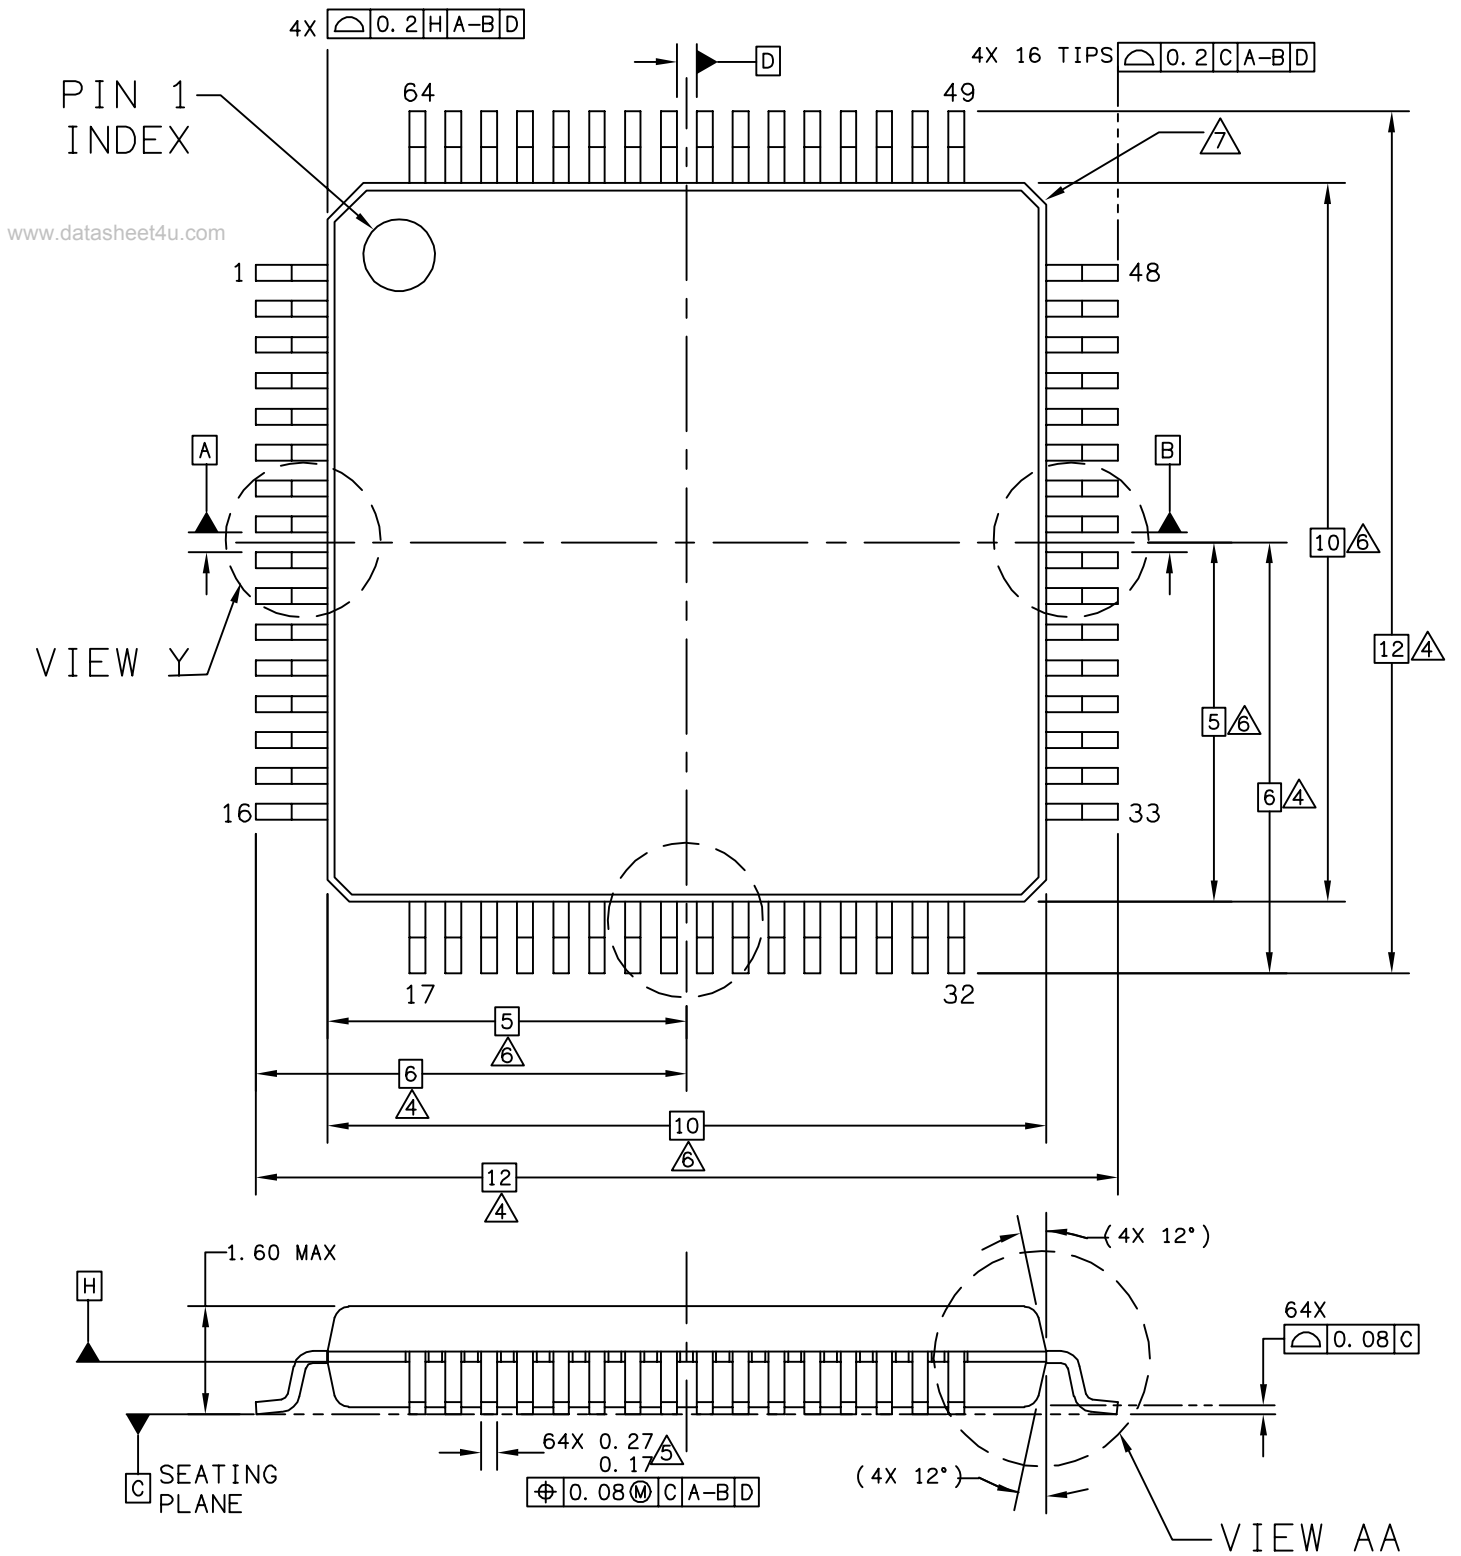 4X ⌓ 0.2 H A-B D
D
4X 16 TIPS ⌓ 0.2 C A-B D
PIN 1
INDEX
64
49
7
www.datasheet4u.com
1
48
A
B
10 6
VIEW Y
12 4
5 6
6 4
16
33
17
32
5
6
6
4
10
6
12
4
1.60 MAX
(4X 12°)
H
64X
⌓ 0.08 C
64X 0.27
0.17 5
⌖ 0.08 Ⓜ C A-B D
(4X 12°)
C SEATING
PLANE
VIEW AA